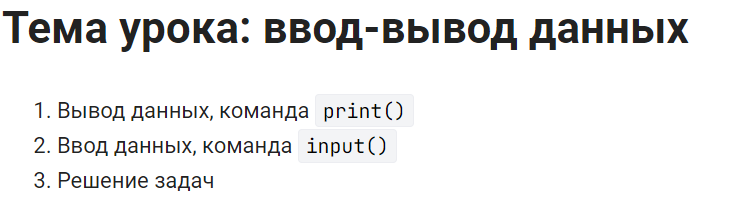 Тема урока: ввод-вывод данных
1. Вывод данных, команда print()
2. Ввод данных, команда input()
3. Решение задач